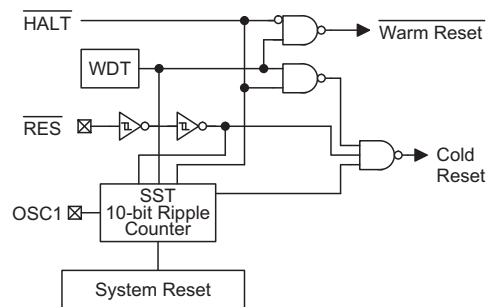 HALT
Warm Reset
WDT
RES
Cold
Reset
SST
10-bit Ripple
Counter
OSC1
System Reset